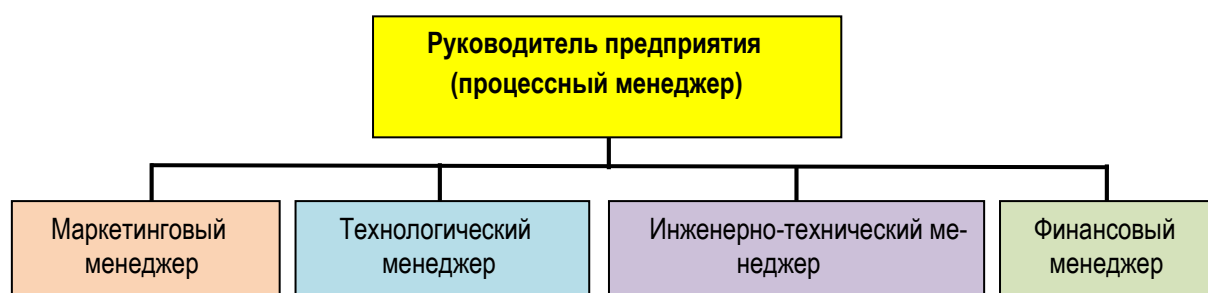 Руководитель предприятия
(процессный менеджер)
Маркетинговый
менеджер
Технологический
менеджер
Инженерно-технический ме-
неджер
Финансовый
менеджер